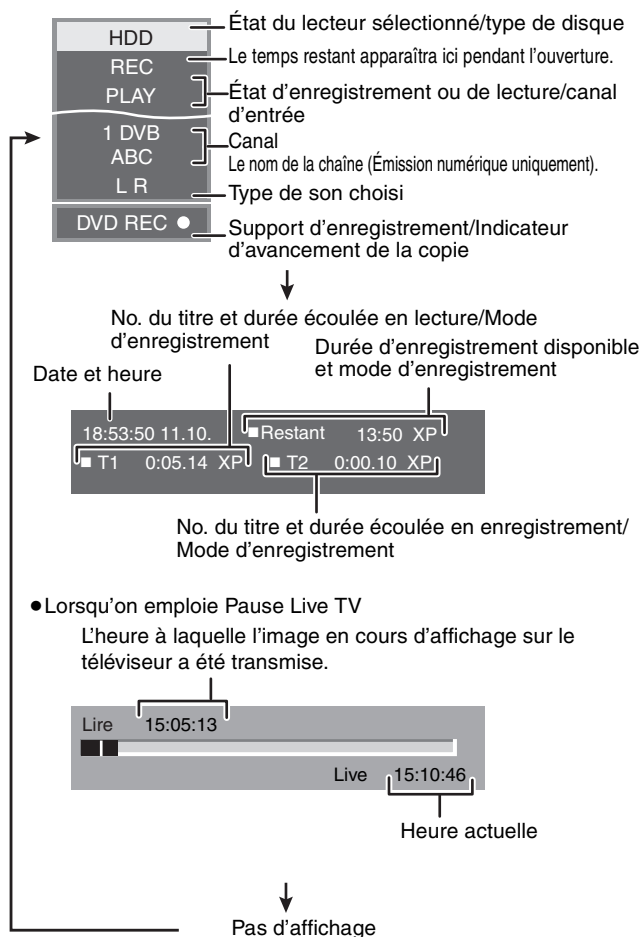 HDD
État du lecteur sélectionné/type de disque
REC
Le temps restant apparaîtra ici pendant l'ouverture.
PLAY
État d'enregistrement ou de lecture/canal
d'entrée
1 DVB
Canal
ABC
Le nom de la chaîne (Émission numérique uniquement).
L R
Type de son choisi
DVD REC ●
Support d'enregistrement/Indicateur
d'avancement de la copie
No. du titre et durée écoulée en lecture/Mode
d'enregistrement
Durée d'enregistrement disponible
et mode d'enregistrement
Date et heure
18:53:50 11.10. ■Restant 13:50 XP
■ T1 0:05.14 XP ■ T2 0:00.10 XP
No. du titre et durée écoulée en enregistrement/
Mode d'enregistrement
●Lorsqu'on emploie Pause Live TV
L'heure à laquelle l'image en cours d'affichage sur le
téléviseur a été transmise.
Lire 15:05:13
Live 15:10:46
Heure actuelle
Pas d'affichage